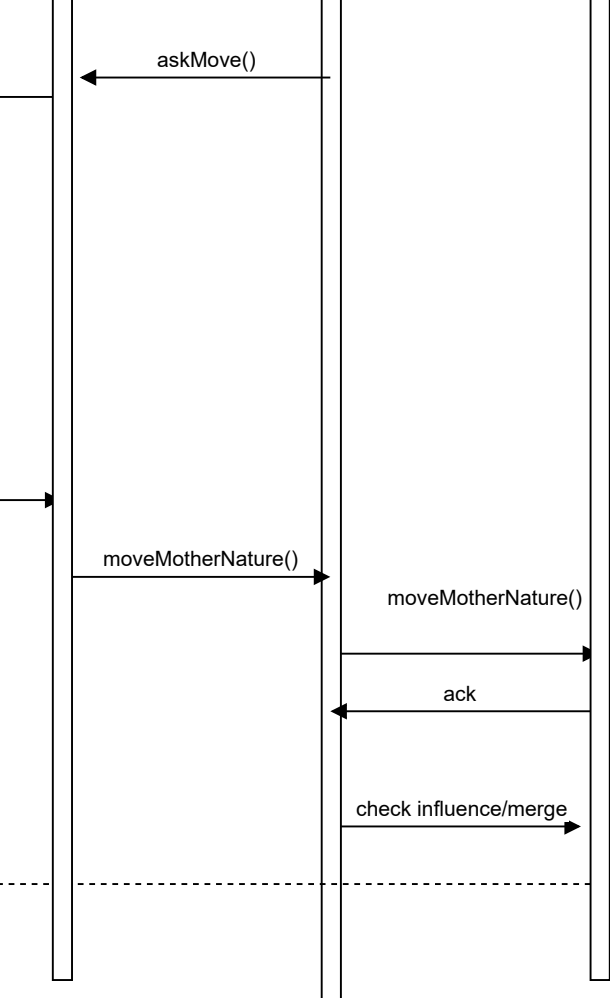 askMove()
moveMotherNature()
moveMotherNature()
ack
check influence/merge